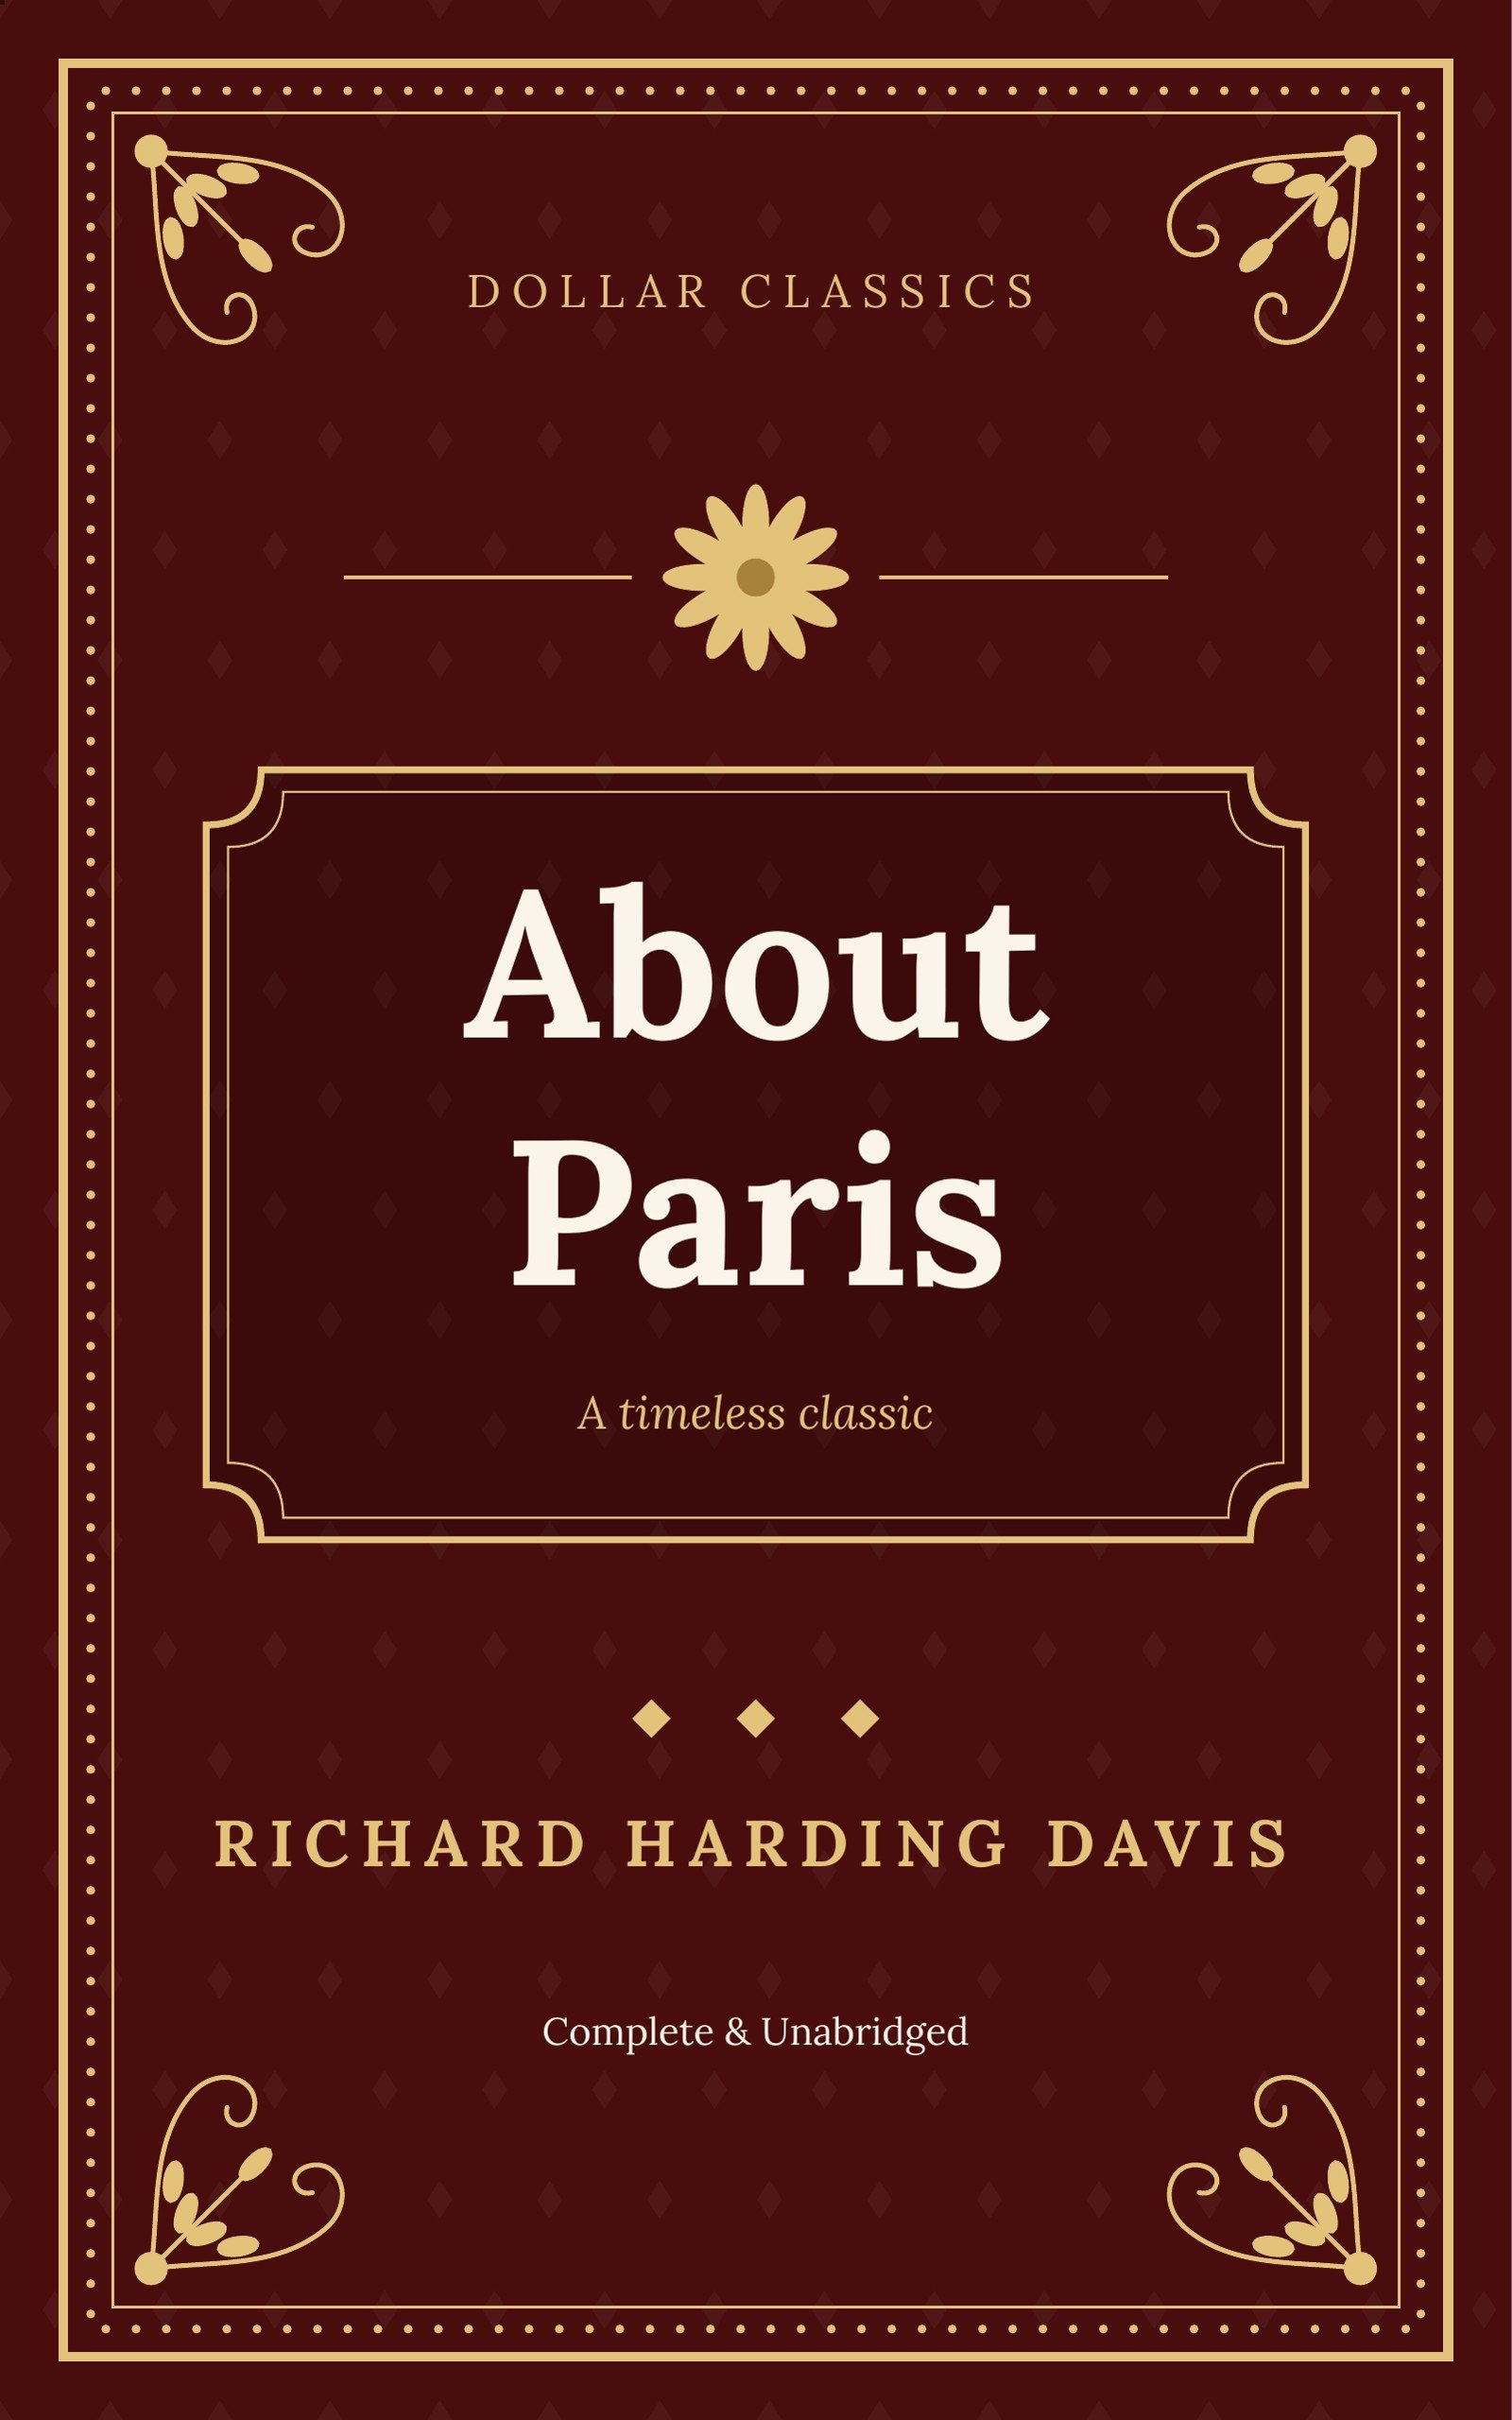 DOLLAR CLASSICS
About
Paris
A timeless classic
RICHARD HARDING DAVIS
Complete & Unabridged